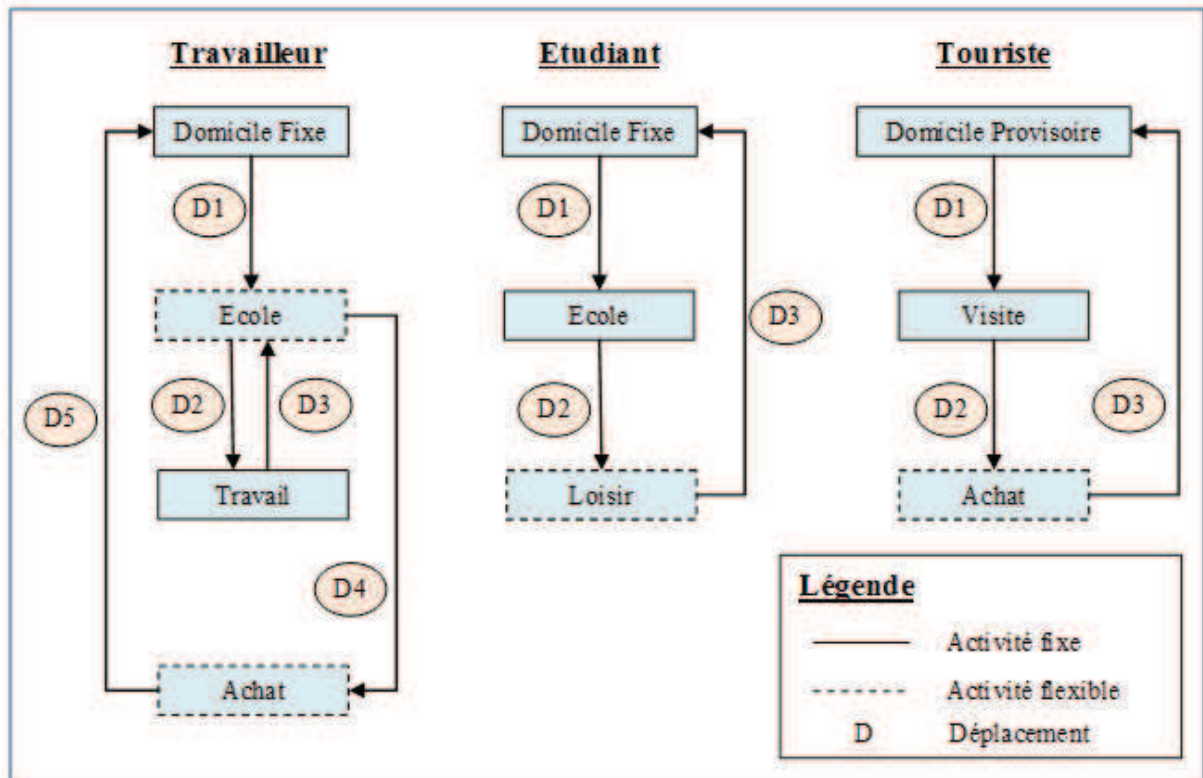 Travailleur
Domicile Fixe
D1
Ecole
D2
D3
D5
Travail
D4
Achat
Etudiant
Domicile Fixe
D1
Ecole
D3
D2
Loisir
Touriste
Domicile Provisoire
D1
Visite
D2
D3
Achat
Légende
Activité fixe
Activité flexible
D Déplacement